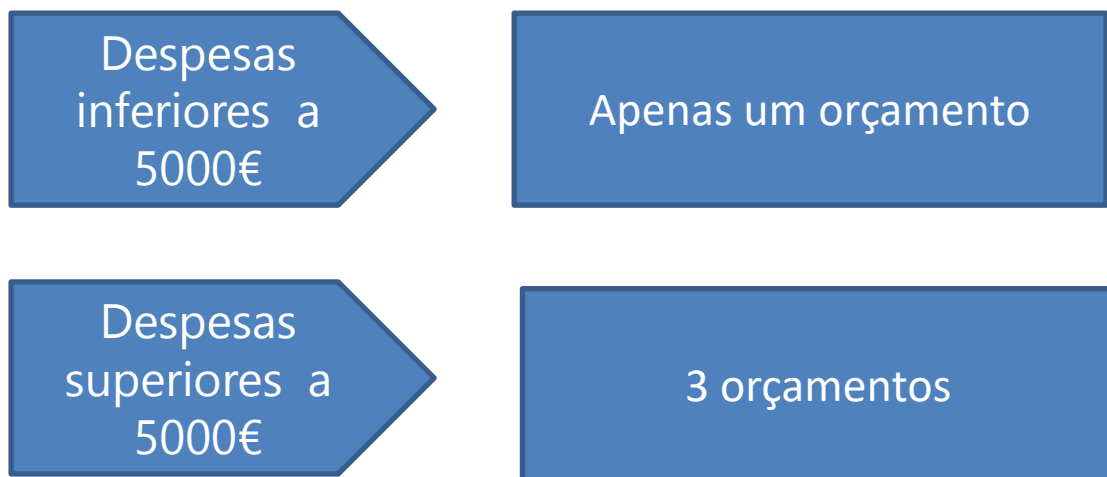 Despesas
inferiores  a
5000€
Apenas um orçamento
Despesas
superiores  a
5000€
3 orçamentos